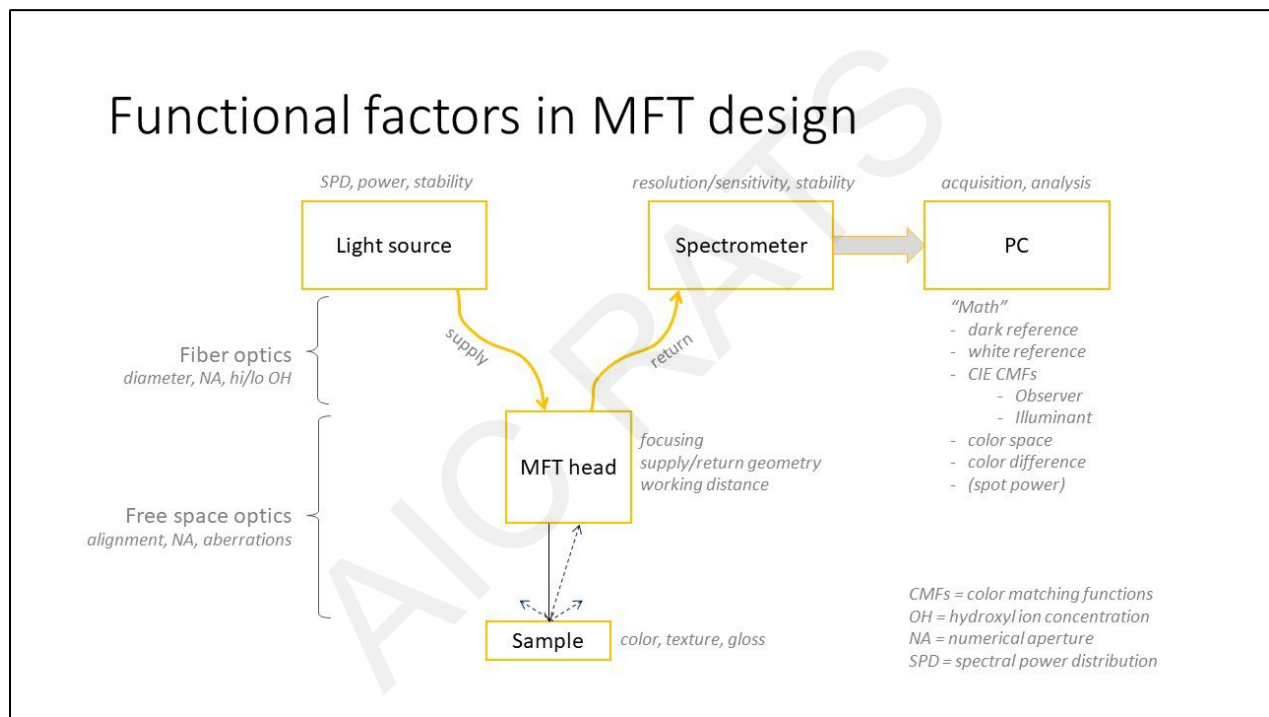 Functional factors in MFT design
SPD, power, stability
Light source
resolution/sensitivity, stability
Spectrometer
acquisition, analysis
PC
supply
return
Fiber optics
diameter, NA, hi/lo OH
MFT head
focusing
supply/return geometry
working distance
Free space optics
alignment, NA, aberrations
Sample
color, texture, gloss
“Math”
- dark reference
- white reference
- CIE CMFs
- Observer
- Illuminant
- color space
- color difference
- (spot power)
CMFs = color matching functions
OH = hydroxyl ion concentration
NA = numerical aperture
SPD = spectral power distribution
AIC RATS